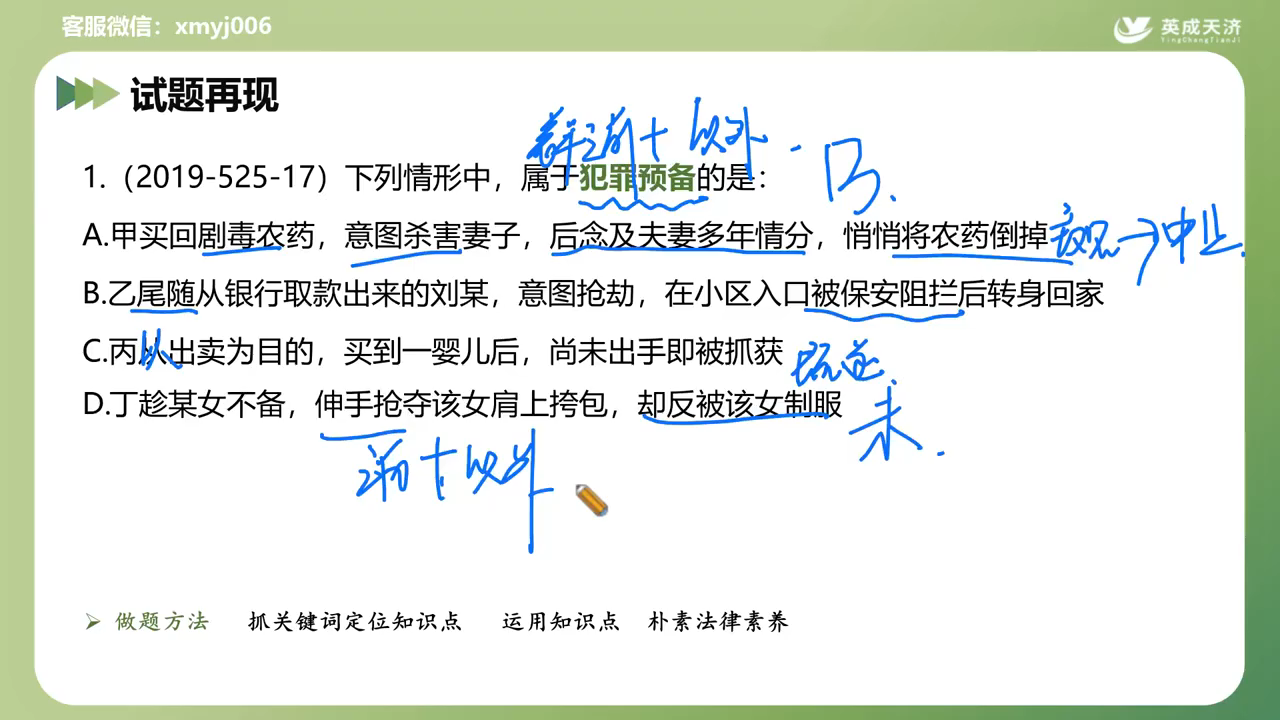 客服微信：xmyj006
英成天济
YingChengTianJi
试题再现
着手之前+以外.
1.（2019-525-17）下列情形中，属于犯罪预备的是： B.
A.甲买回剧毒农药，意图杀害妻子，后念及夫妻多年情分，悄悄将农药倒掉 →中止.
B.乙尾随从银行取款出来的刘某，意图抢劫，在小区入口被保安阻拦后转身回家
C.丙以出卖为目的，买到一婴儿后，尚未出手即被抓获 既遂.
D.丁趁某女不备，伸手抢夺该女肩上挎包，却反被该女制服 未.
+以外
做题方法 抓关键词定位知识点 运用知识点 朴素法律素养